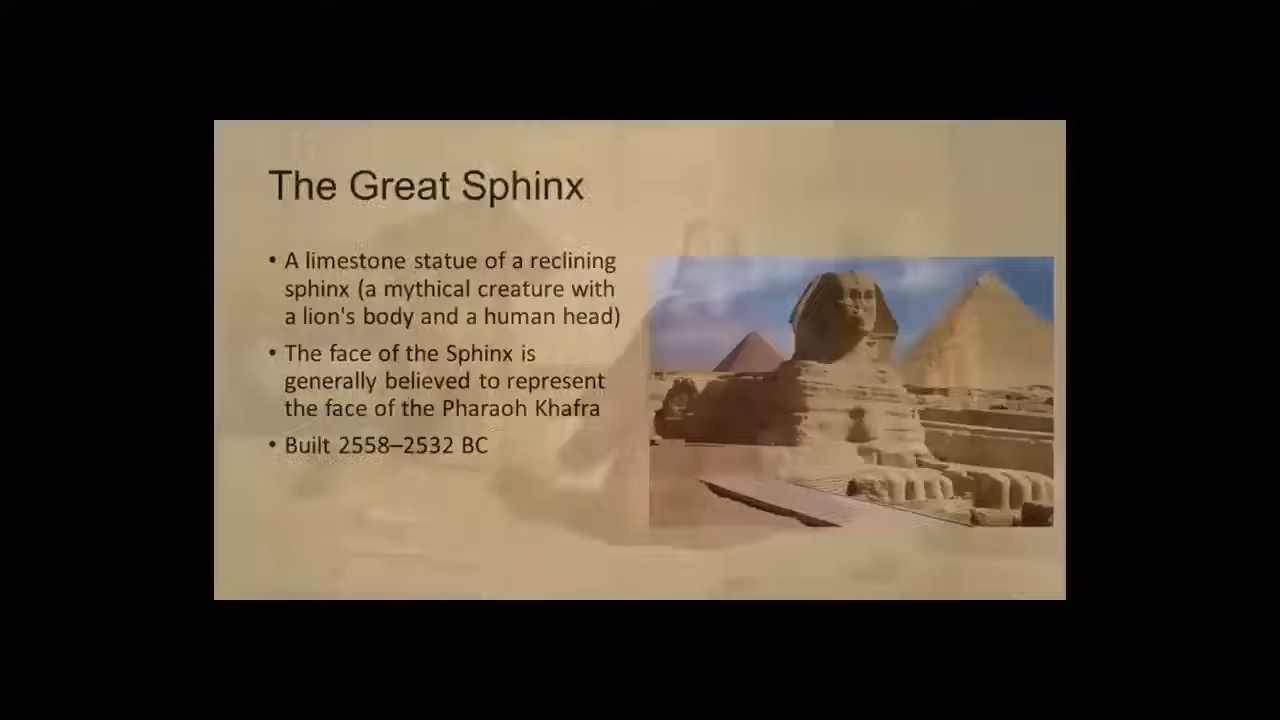 The Great Sphinx
• A limestone statue of a reclining
sphinx (a mythical creature with
a lion's body and a human head)
• The face of the Sphinx is
generally believed to represent
the face of the Pharaoh Khafra
• Built 2558–2532 BC